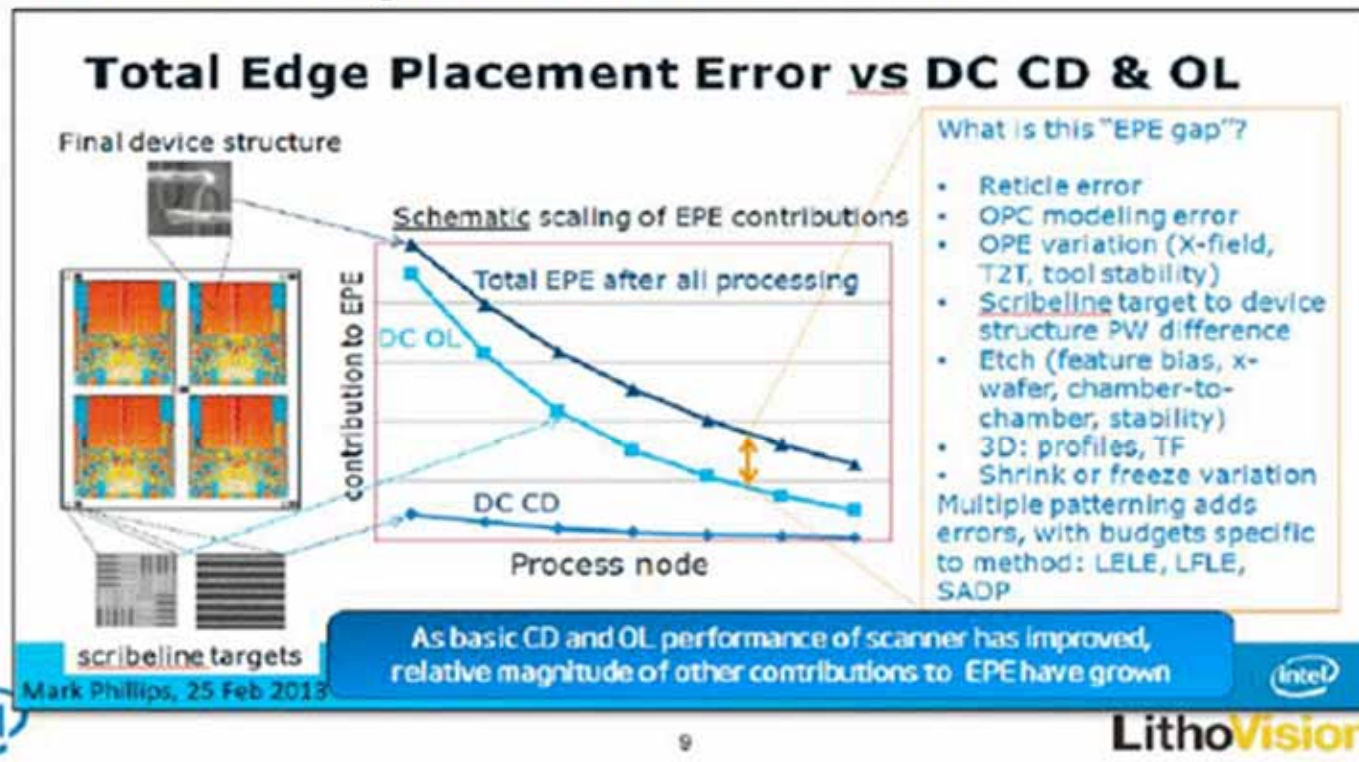 Total Edge Placement Error vs DC CD & OL
Final device structure
Schematic scaling of EPE contributions
contribution to EPE
Total EPE after all processing
DC OL
DC CD
Process node
scribeline targets
What is this "EPE gap"?
• Reticle error
• OPC modeling error
• OPE variation (X-field,
T2T, tool stability)
• Scribeline target to device
structure PW difference
• Etch (feature bias, x-
wafer, chamber-to-
chamber, stability)
• 3D: profiles, TF
• Shrink or freeze variation
Multiple patterning adds
errors, with budgets specific
to method: LELE, LFLE,
SADP
As basic CD and OL performance of scanner has improved,
relative magnitude of other contributions to EPE have grown
Mark Phillips, 25 Feb 2013
intel
9
LithoVision